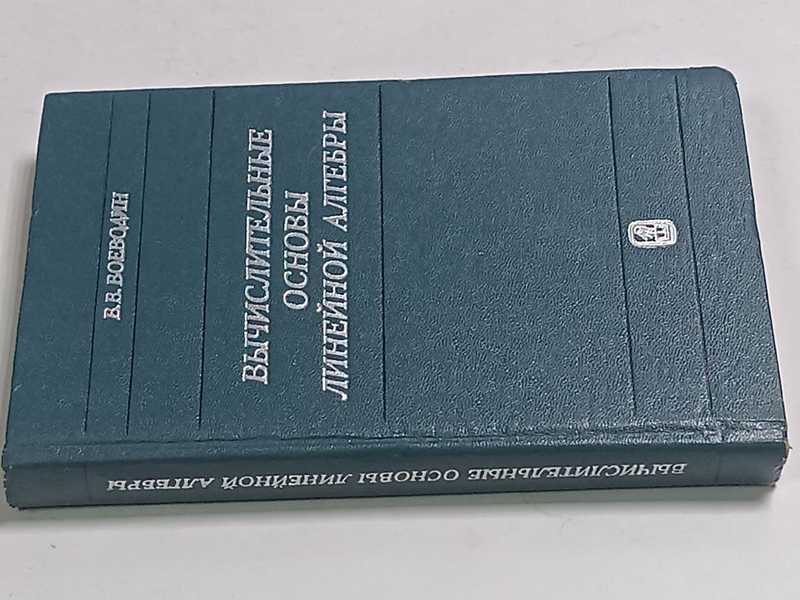 В.В. ВОЕВОДИН
ВЫЧИСЛИТЕЛЬНЫЕ
ОСНОВЫ
ЛИНЕЙНОЙ АЛГЕБРЫ
ВЫЧИСЛИТЕЛЬНЫЕ ОСНОВЫ ЛИНЕЙНОЙ АЛГЕБРЫ